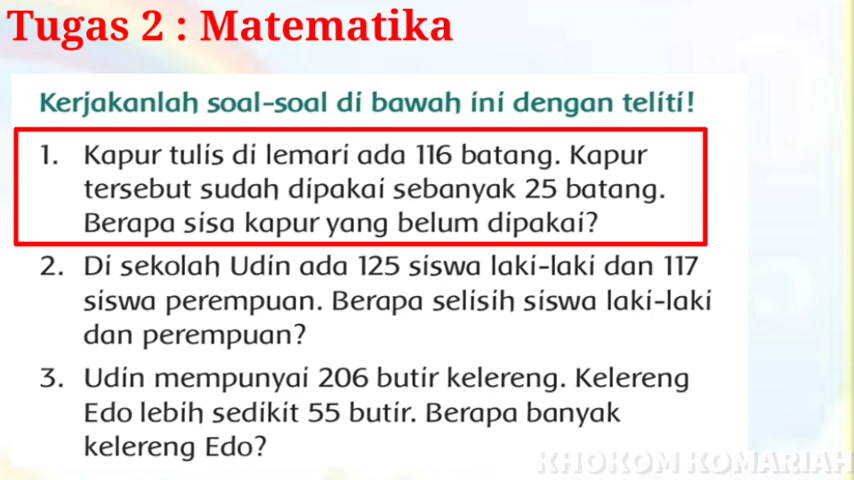 Tugas 2 : Matematika
Kerjakanlah soal-soal di bawah ini dengan teliti!
1. Kapur tulis di lemari ada 116 batang. Kapur
tersebut sudah dipakai sebanyak 25 batang.
Berapa sisa kapur yang belum dipakai?
2. Di sekolah Udin ada 125 siswa laki-laki dan 117
siswa perempuan. Berapa selisih siswa laki-laki
dan perempuan?
3. Udin mempunyai 206 butir kelereng. Kelereng
Edo lebih sedikit 55 butir. Berapa banyak
kelereng Edo?
KHOKOM KOMARIAH